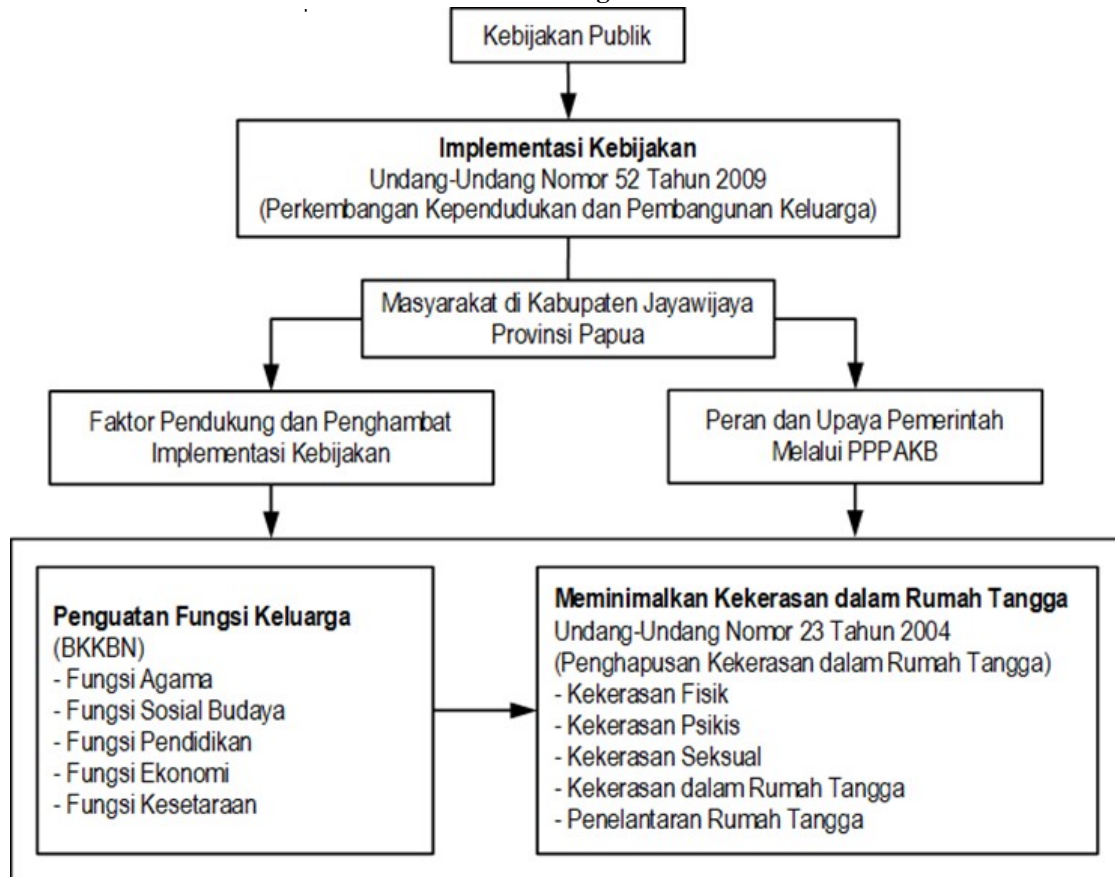 Kebijakan Publik
Implementasi Kebijakan
Undang-Undang Nomor 52 Tahun 2009
(Perkembangan Kependudukan dan Pembangunan Keluarga)
Masyarakat di Kabupaten Jayawijaya
Provinsi Papua
Faktor Pendukung dan Penghambat
Implementasi Kebijakan
Peran dan Upaya Pemerintah
Melalui PPPAKB
Penguatan Fungsi Keluarga
(BKKBN)
- Fungsi Agama
- Fungsi Sosial Budaya
- Fungsi Pendidikan
- Fungsi Ekonomi
- Fungsi Kesetaraan
Meminimalkan Kekerasan dalam Rumah Tangga
Undang-Undang Nomor 23 Tahun 2004
(Penghapusan Kekerasan dalam Rumah Tangga)
- Kekerasan Fisik
- Kekerasan Psikis
- Kekerasan Seksual
- Kekerasan dalam Rumah Tangga
- Penelantaran Rumah Tangga